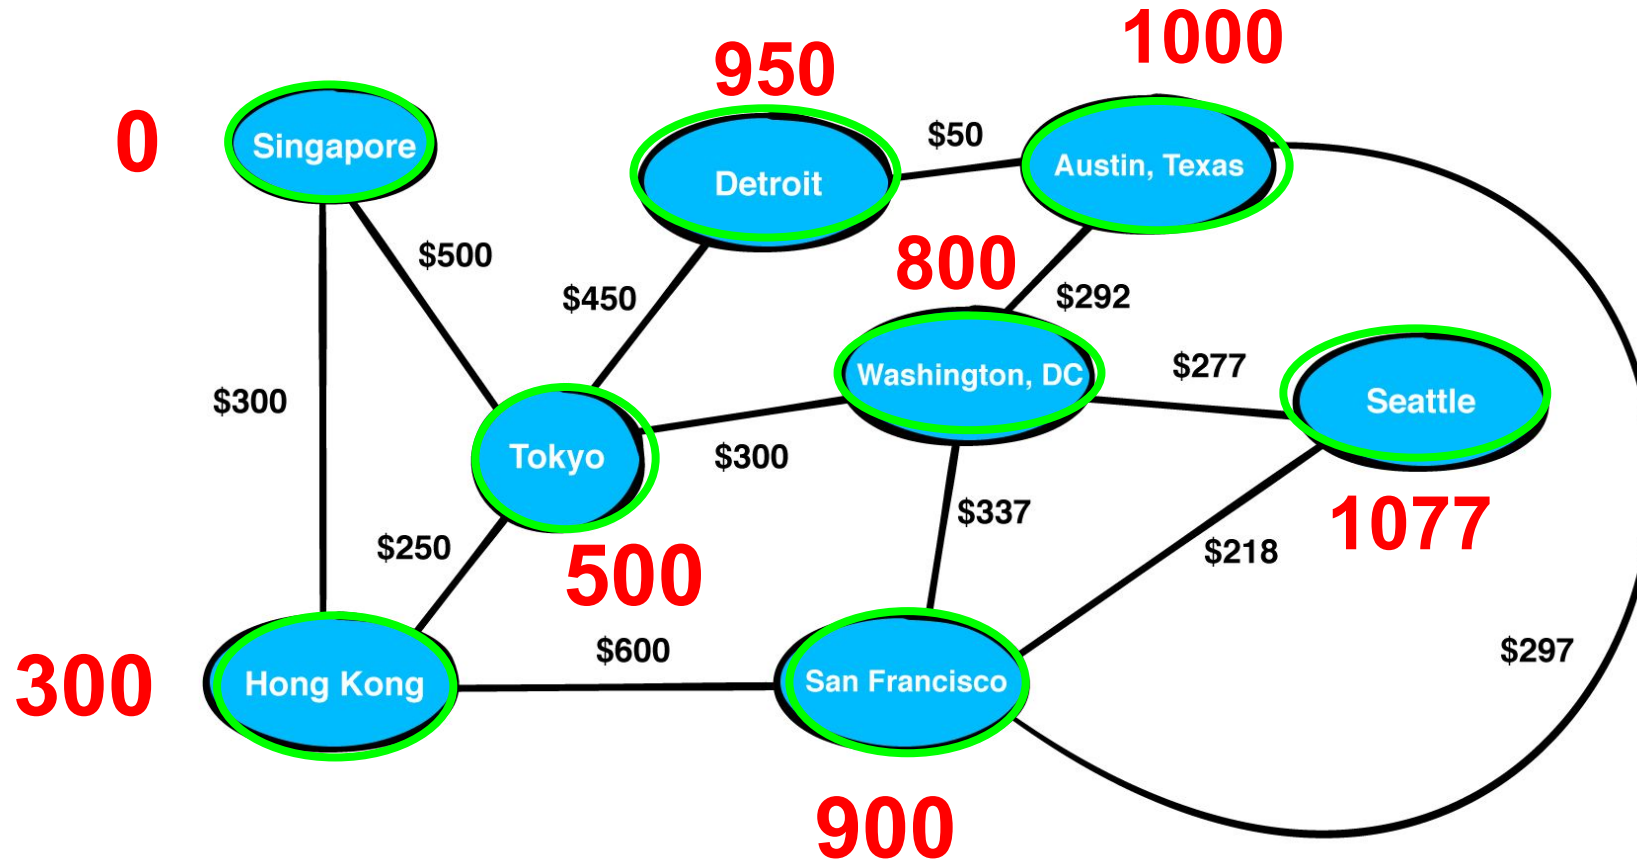 1000
950
0
Singapore
Detroit
$50
Austin, Texas
$500
$450
800
$292
$300
Washington, DC
$277
Seattle
Tokyo
$300
$250
500
$337
$218
1077
300
Hong Kong
$600
San Francisco
$297
900